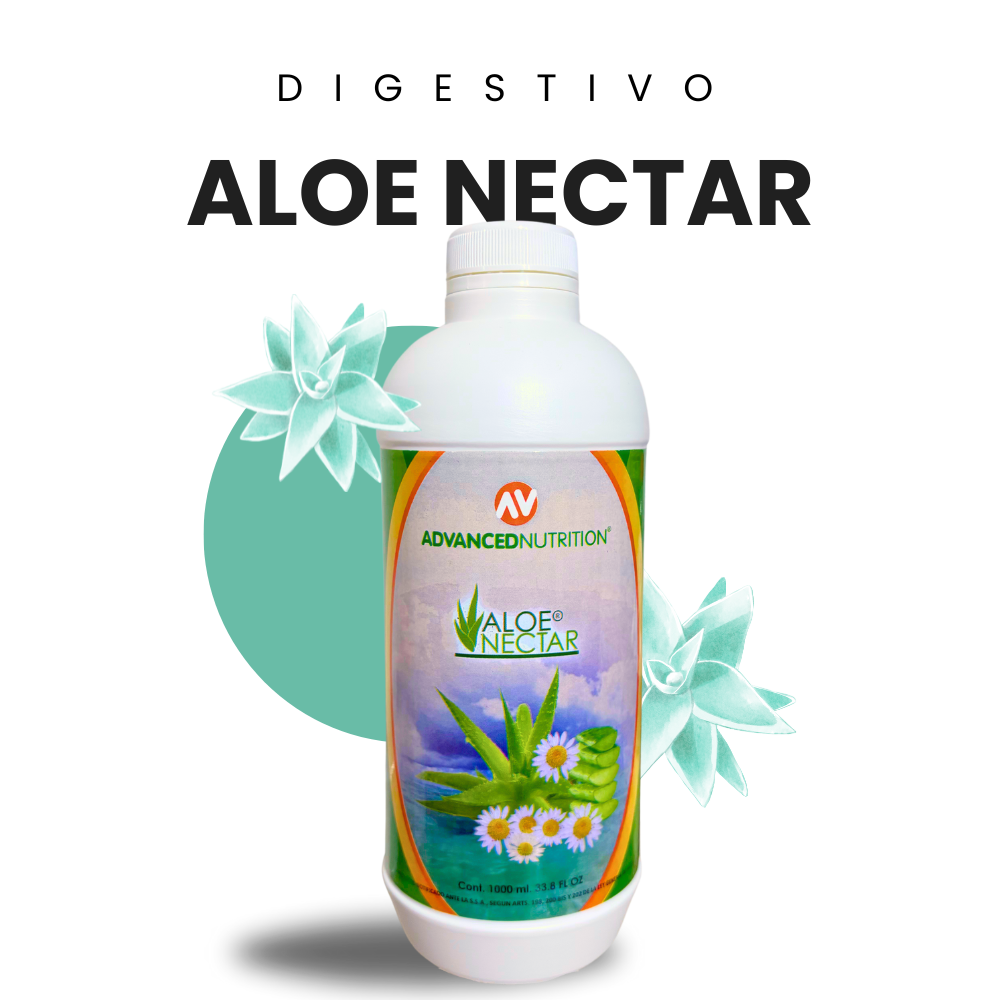 DIGESTIVO
ALOE NECTAR
AV
ADVANCEDNUTRITION®
ALOE®
NECTAR
Cont. 1000 ml. 33.8 FL OZ